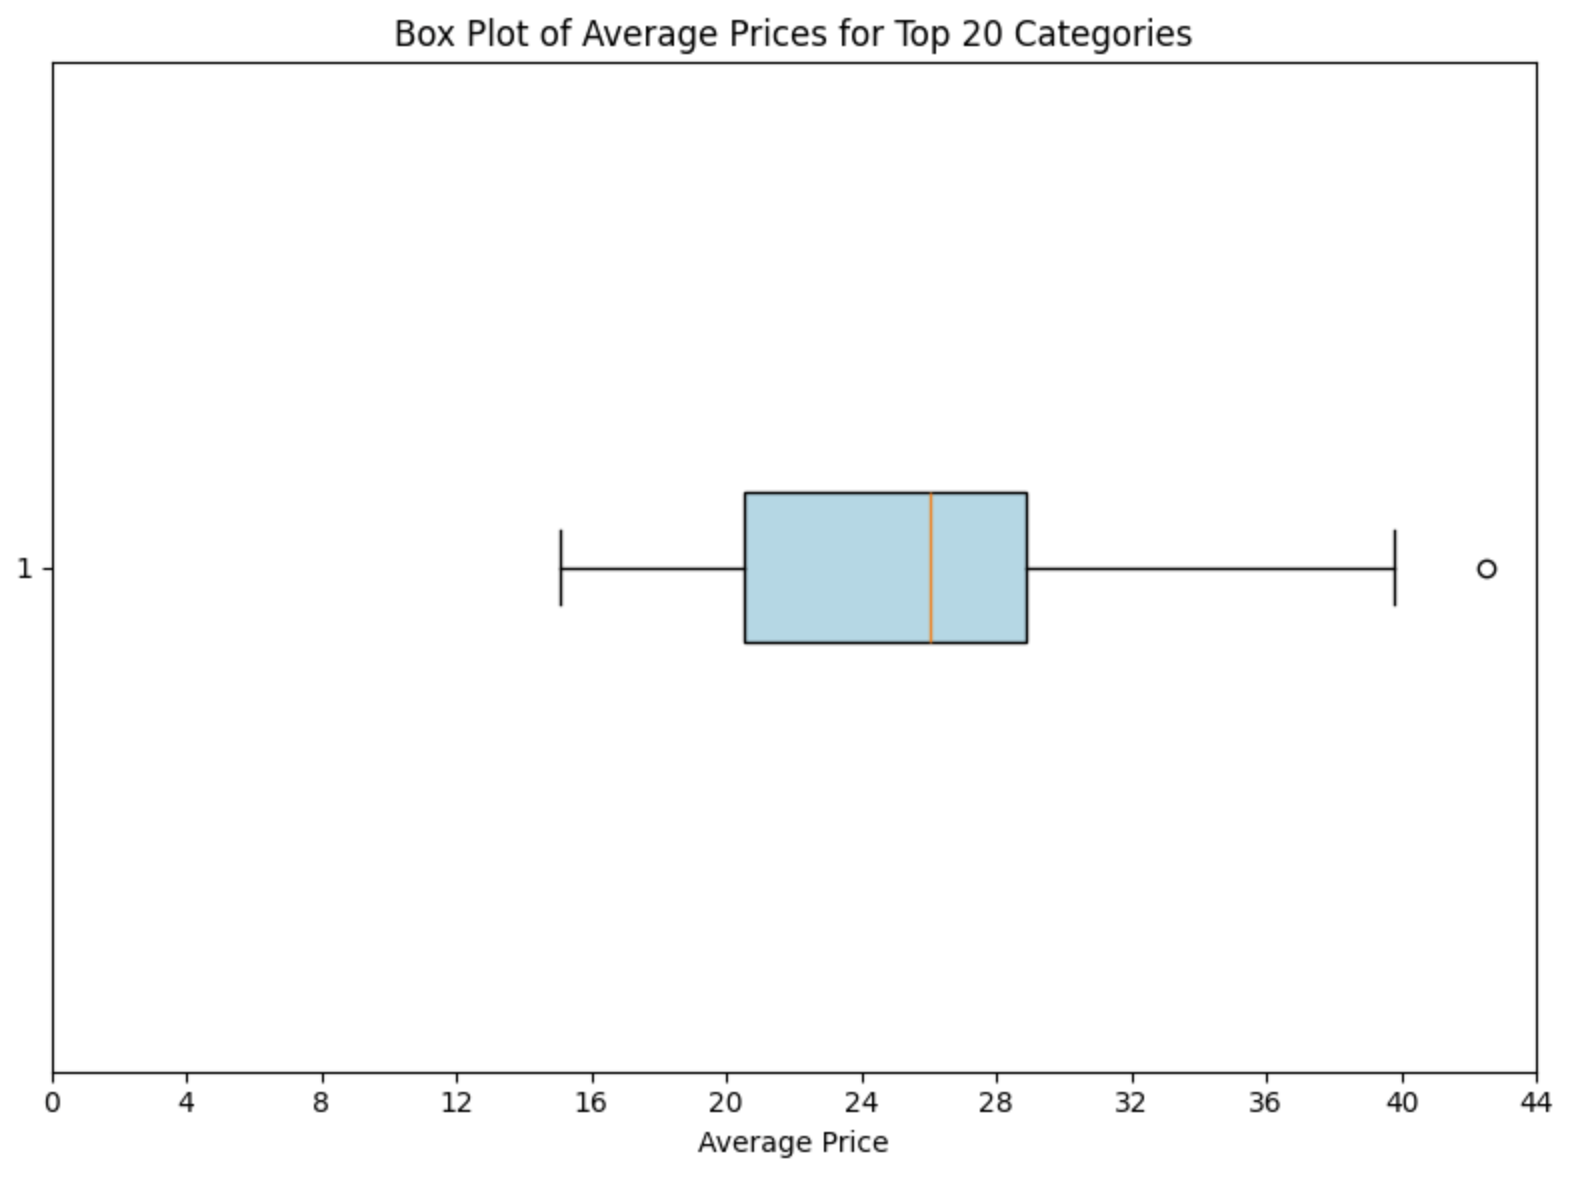 Box Plot of Average Prices for Top 20 Categories
1
0 4 8 12 16 20 24 28 32 36 40 44
Average Price